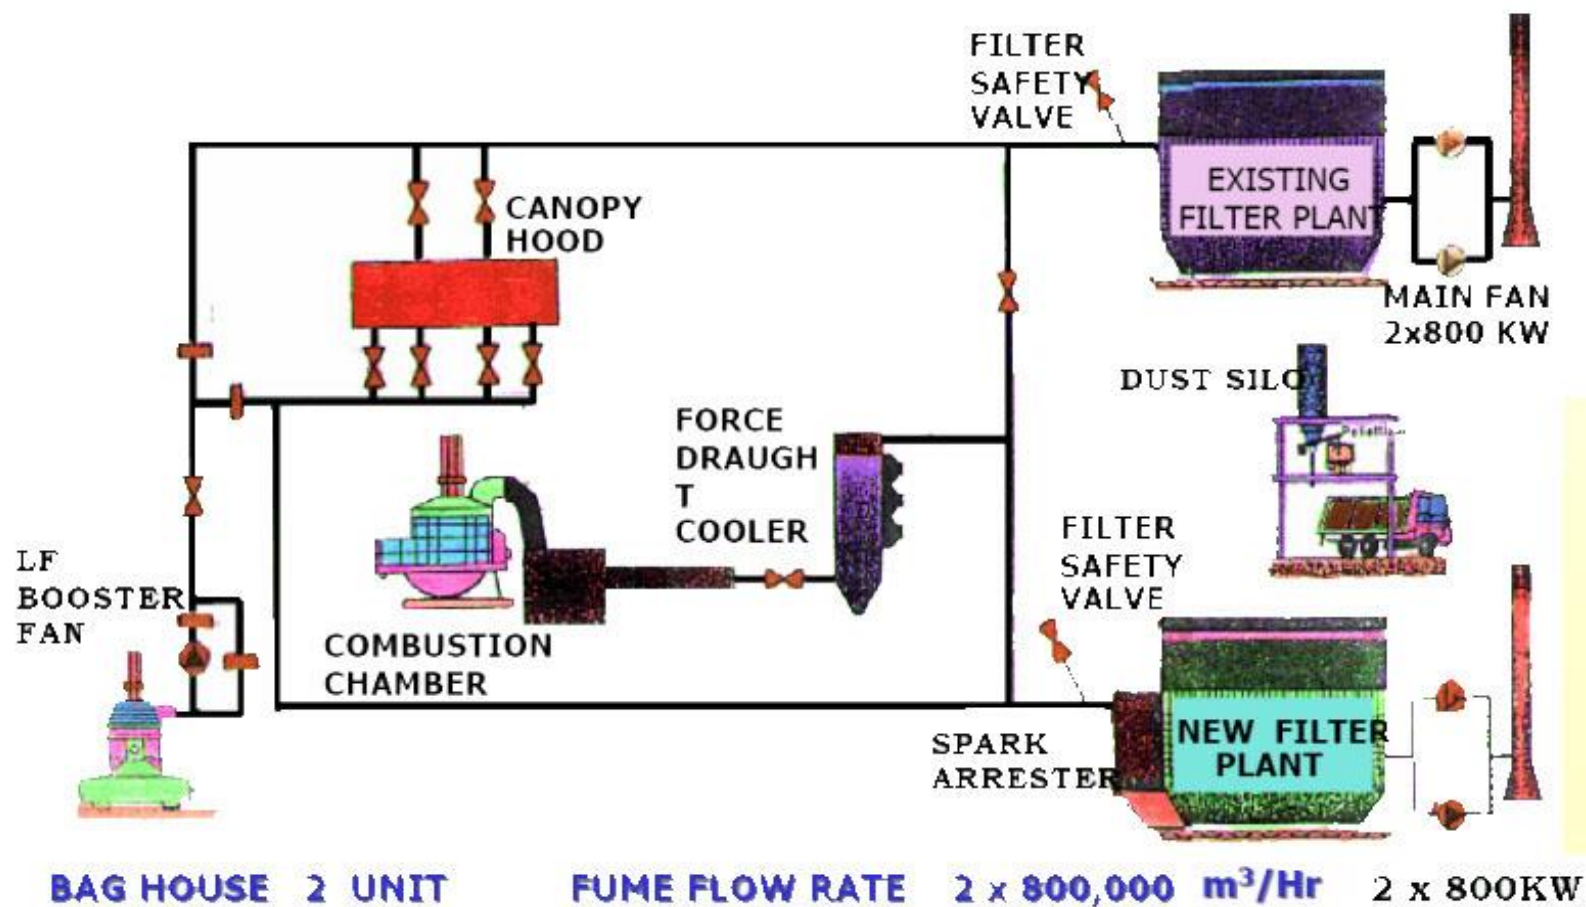 FILTER
SAFETY
VALVE
EXISTING
FILTER PLANT
CANOPY
HOOD
MAIN FAN
2x800 KW
DUST SILO
FORCE
DRAUGH
T
COOLER
FILTER
SAFETY
VALVE
LF
BOOSTER
FAN
COMBUSTION
CHAMBER
SPARK
ARRESTER
NEW FILTER
PLANT
BAG HOUSE 2 UNIT FUME FLOW RATE 2 x 800,000 m³/Hr 2 x 800KW